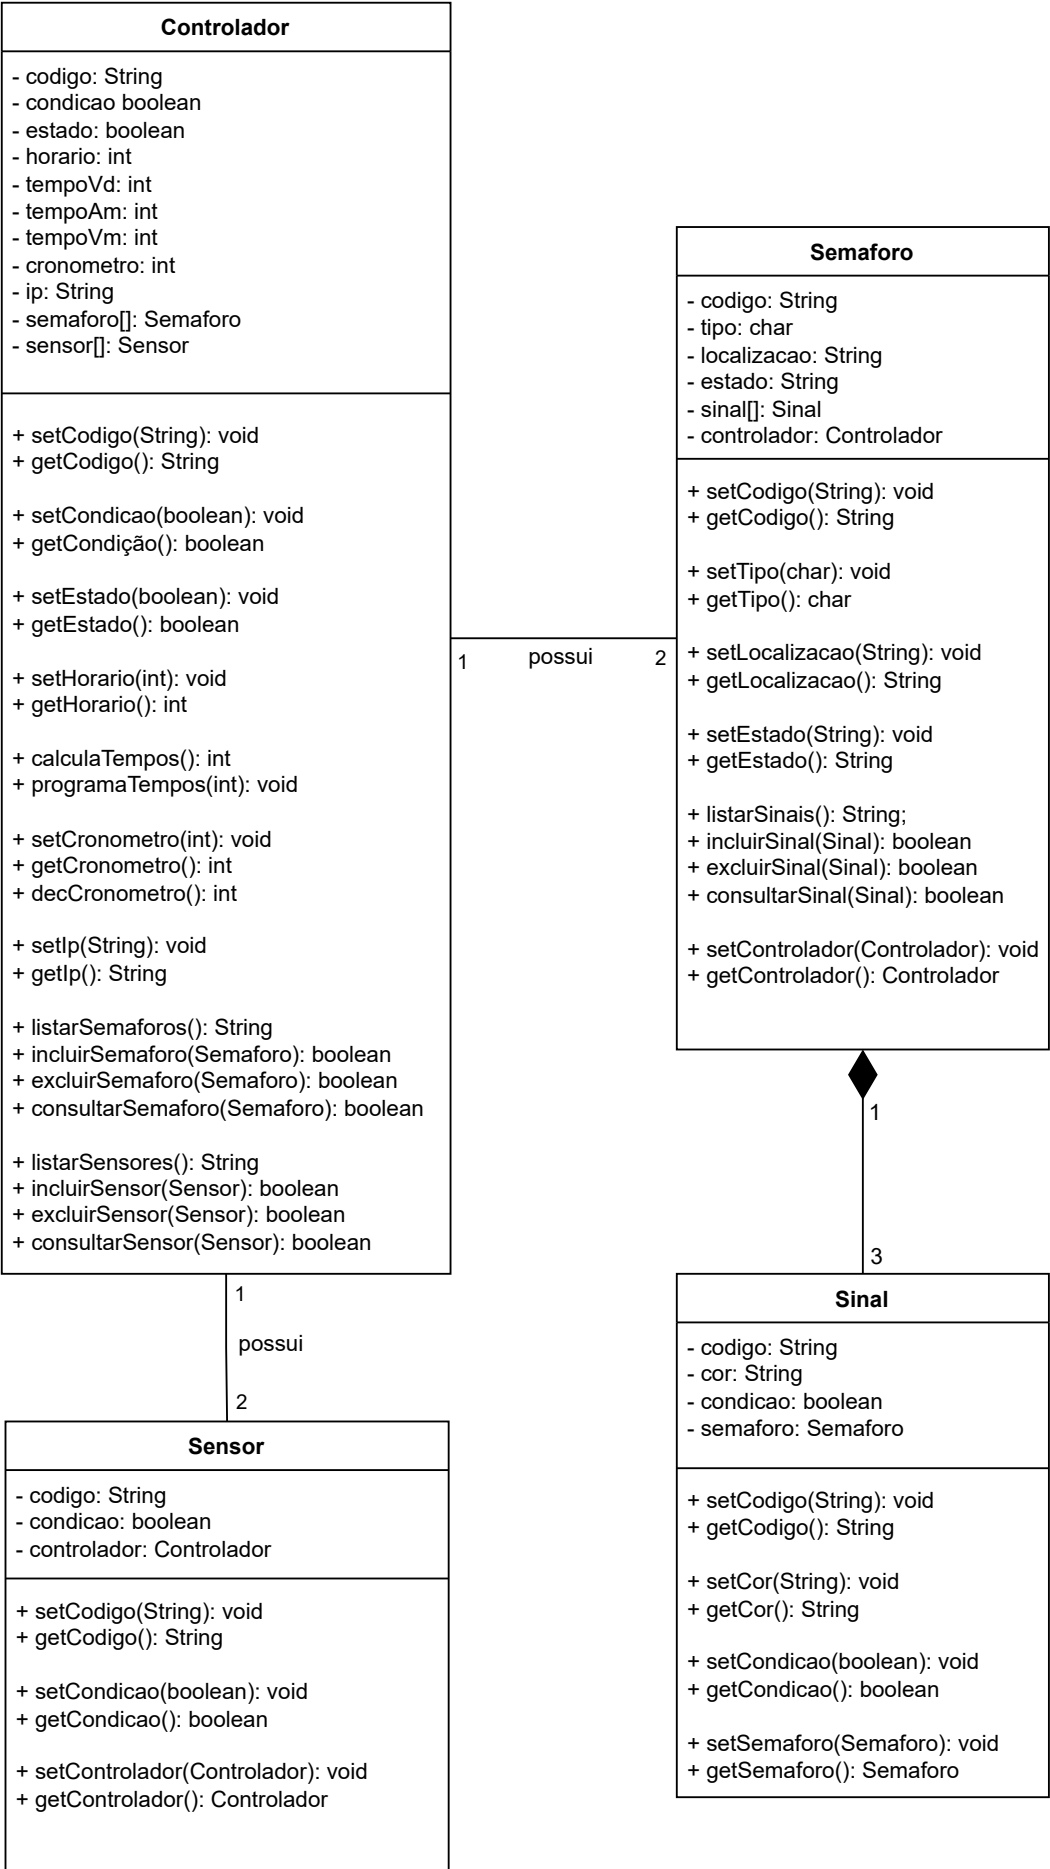 Controlador
- codigo: String
- condicao boolean
- estado: boolean
- horario: int
- tempoVd: int
- tempoAm: int
- tempoVm: int
- cronometro: int
- ip: String
- semaforo[]: Semaforo
- sensor[]: Sensor
+ setCodigo(String): void
+ getCodigo(): String
+ setCondicao(boolean): void
+ getCondição(): boolean
+ setEstado(boolean): void
+ getEstado(): boolean
+ setHorario(int): void
+ getHorario(): int
+ calculaTempos(): int
+ programaTempos(int): void
+ setCronometro(int): void
+ getCronometro(): int
+ decCronometro(): int
+ setIp(String): void
+ getIp(): String
+ listarSemaforos(): String
+ incluirSemaforo(Semaforo): boolean
+ excluirSemaforo(Semaforo): boolean
+ consultarSemaforo(Semaforo): boolean
+ listarSensores(): String
+ incluirSensor(Sensor): boolean
+ excluirSensor(Sensor): boolean
+ consultarSensor(Sensor): boolean
1 possui 2
Semaforo
- codigo: String
- tipo: char
- localizacao: String
- estado: String
- sinal[]: Sinal
- controlador: Controlador
+ setCodigo(String): void
+ getCodigo(): String
+ setTipo(char): void
+ getTipo(): char
+ setLocalizacao(String): void
+ getLocalizacao(): String
+ setEstado(String): void
+ getEstado(): String
+ listarSinais(): String;
+ incluirSinal(Sinal): boolean
+ excluirSinal(Sinal): boolean
+ consultarSinal(Sinal): boolean
+ setControlador(Controlador): void
+ getControlador(): Controlador
1
possui
2
Sensor
- codigo: String
- condicao: boolean
- controlador: Controlador
+ setCodigo(String): void
+ getCodigo(): String
+ setCondicao(boolean): void
+ getCondicao(): boolean
+ setControlador(Controlador): void
+ getControlador(): Controlador
1
3
Sinal
- codigo: String
- cor: String
- condicao: boolean
- semaforo: Semaforo
+ setCodigo(String): void
+ getCodigo(): String
+ setCor(String): void
+ getCor(): String
+ setCondicao(boolean): void
+ getCondicao(): boolean
+ setSemaforo(Semaforo): void
+ getSemaforo(): Semaforo